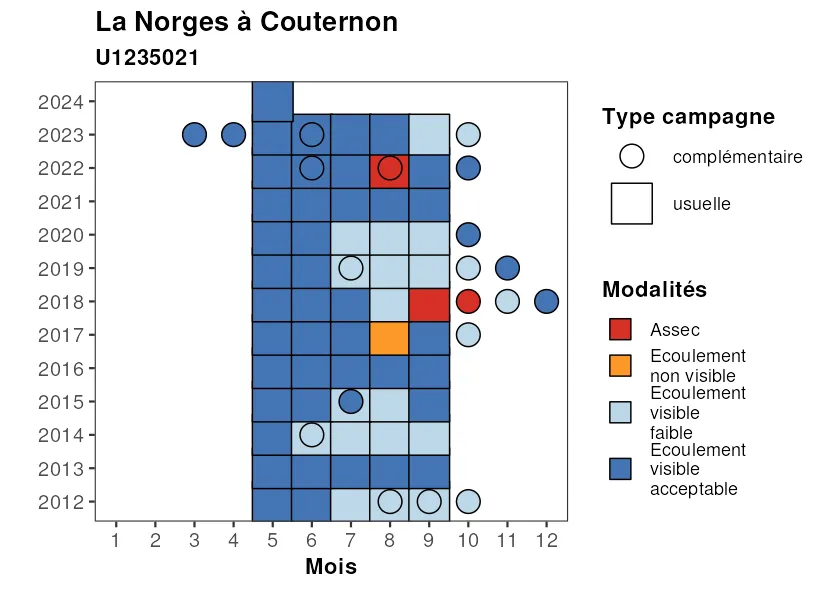 La Norges à Couternon
U1235021
2024
2023
2022
2021
2020
2019
2018
2017
2016
2015
2014
2013
2012
1 2 3 4 5 6 7 8 9 10 11 12
Mois
Type campagne
complémentaire
usuelle
Modalités
Assec
Ecoulement
non visible
Ecoulement
visible
faible
Ecoulement
visible
acceptable